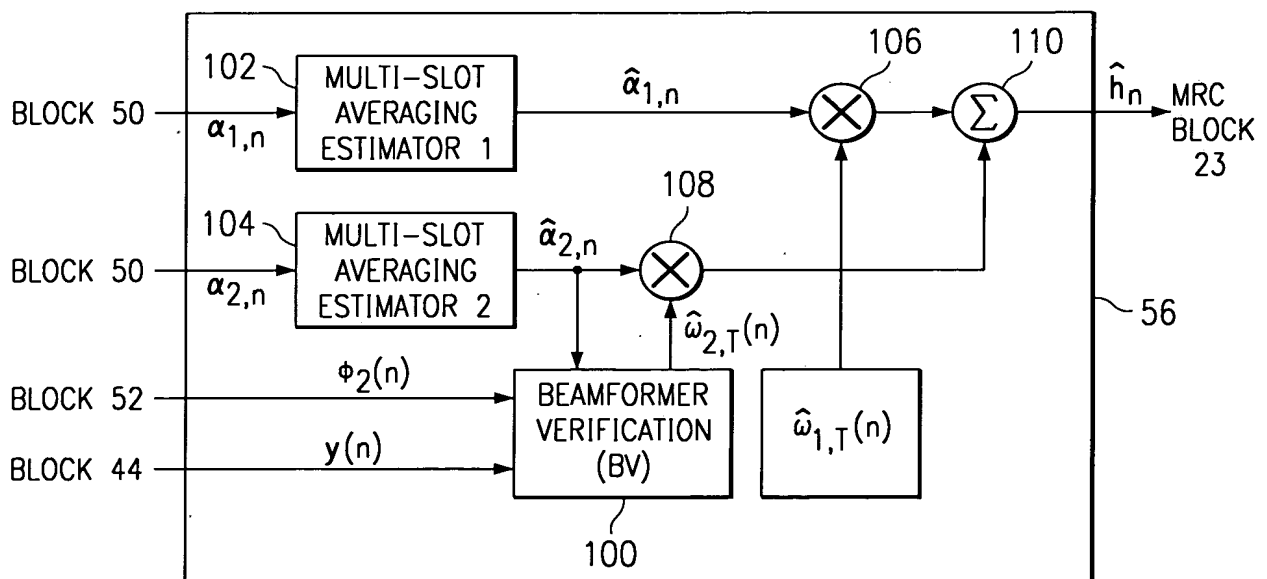 102
MULTI-SLOT
AVERAGING
ESTIMATOR 1
BLOCK 50
α1,n
α̂1,n
106
110
ĥn
MRC
BLOCK
23
104
MULTI-SLOT
AVERAGING
ESTIMATOR 2
BLOCK 50
α2,n
α̂2,n
108
ω̂2,T(n)
56
BLOCK 52
ϕ2(n)
BLOCK 44
y(n)
BEAMFORMER
VERIFICATION
(BV)
ω̂1,T(n)
100
Σ